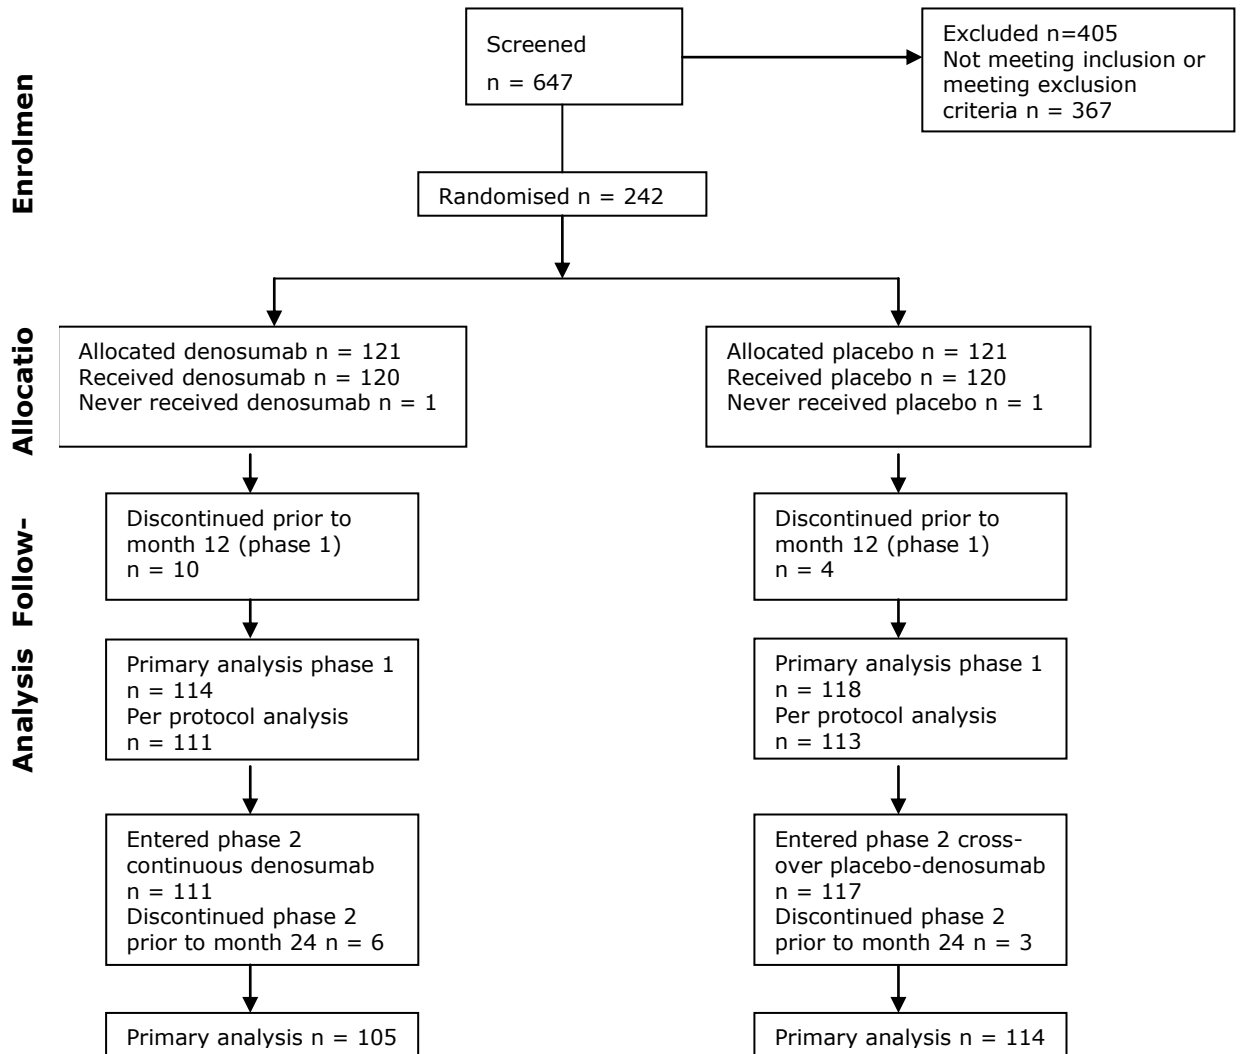 Screened
n = 647
Excluded n=405
Not meeting inclusion or
meeting exclusion
criteria n = 367
Enrolmen
Randomised n = 242
Allocatio
Allocated denosumab n = 121
Received denosumab n = 120
Never received denosumab n = 1
Allocated placebo n = 121
Received placebo n = 120
Never received placebo n = 1
Follow-
Discontinued prior to
month 12 (phase 1)
n = 10
Discontinued prior to
month 12 (phase 1)
n = 4
Analysis
Primary analysis phase 1
n = 114
Per protocol analysis
n = 111
Primary analysis phase 1
n = 118
Per protocol analysis
n = 113
Entered phase 2
continuous denosumab
n = 111
Discontinued phase 2
prior to month 24 n = 6
Entered phase 2 cross-
over placebo-denosumab
n = 117
Discontinued phase 2
prior to month 24 n = 3
Primary analysis n = 105
Primary analysis n = 114